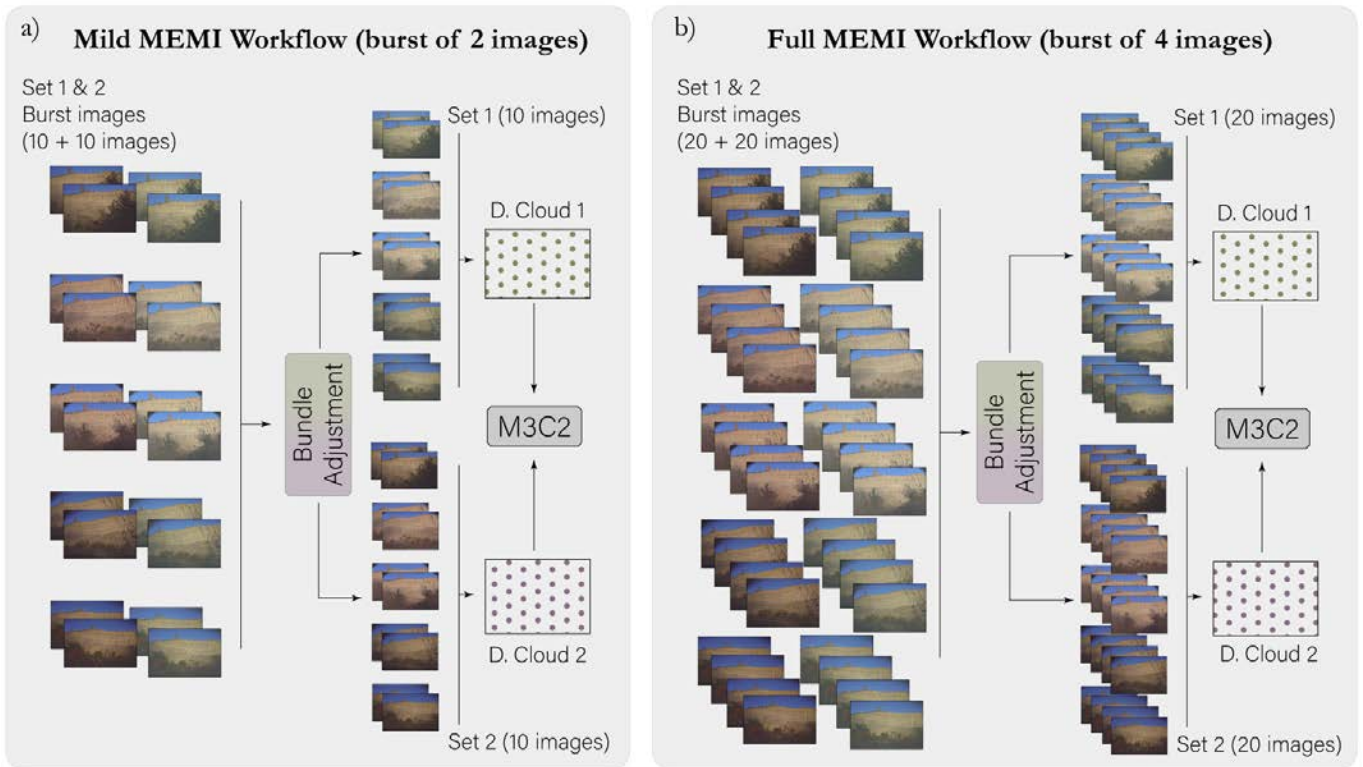 a)
Mild MEMI Workflow (burst of 2 images)
Set 1 & 2
Burst images
(10 + 10 images)
Set 1 (10 images)
D. Cloud 1
Bundle
Adjustment
M3C2
D. Cloud 2
Set 2 (10 images)
b)
Full MEMI Workflow (burst of 4 images)
Set 1 & 2
Burst images
(20 + 20 images)
Set 1 (20 images)
D. Cloud 1
Bundle
Adjustment
M3C2
D. Cloud 2
Set 2 (20 images)